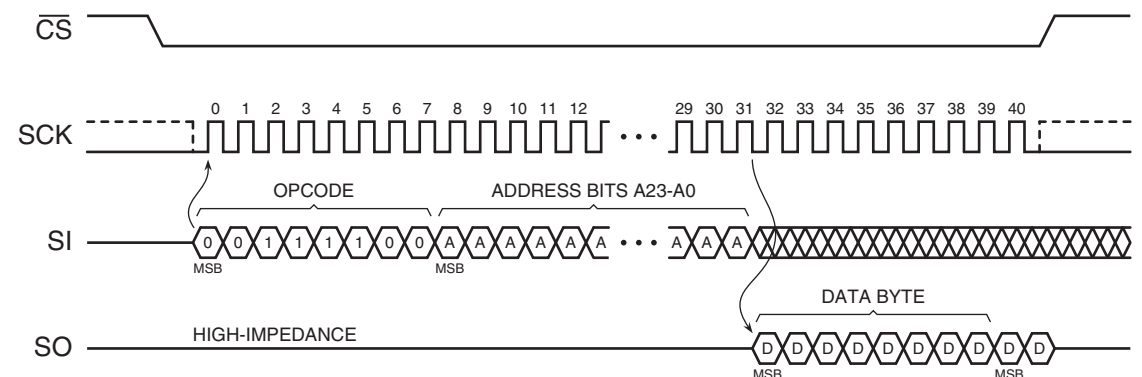 CS
0 1 2 3 4 5 6 7 8 9 10 11 12 29 30 31 32 33 34 35 36 37 38 39 40
SCK
OPCODE ADDRESS BITS A23-A0
SI 0 0 1 1 1 1 0 0 A A A A A A A A A
MSB MSB
DATA BYTE
HIGH-IMPEDANCE
SO D D D D D D D D D D
MSB MSB